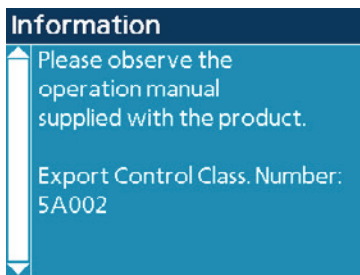 Information
Please observe the
operation manual
supplied with the product.
Export Control Class. Number:
5A002